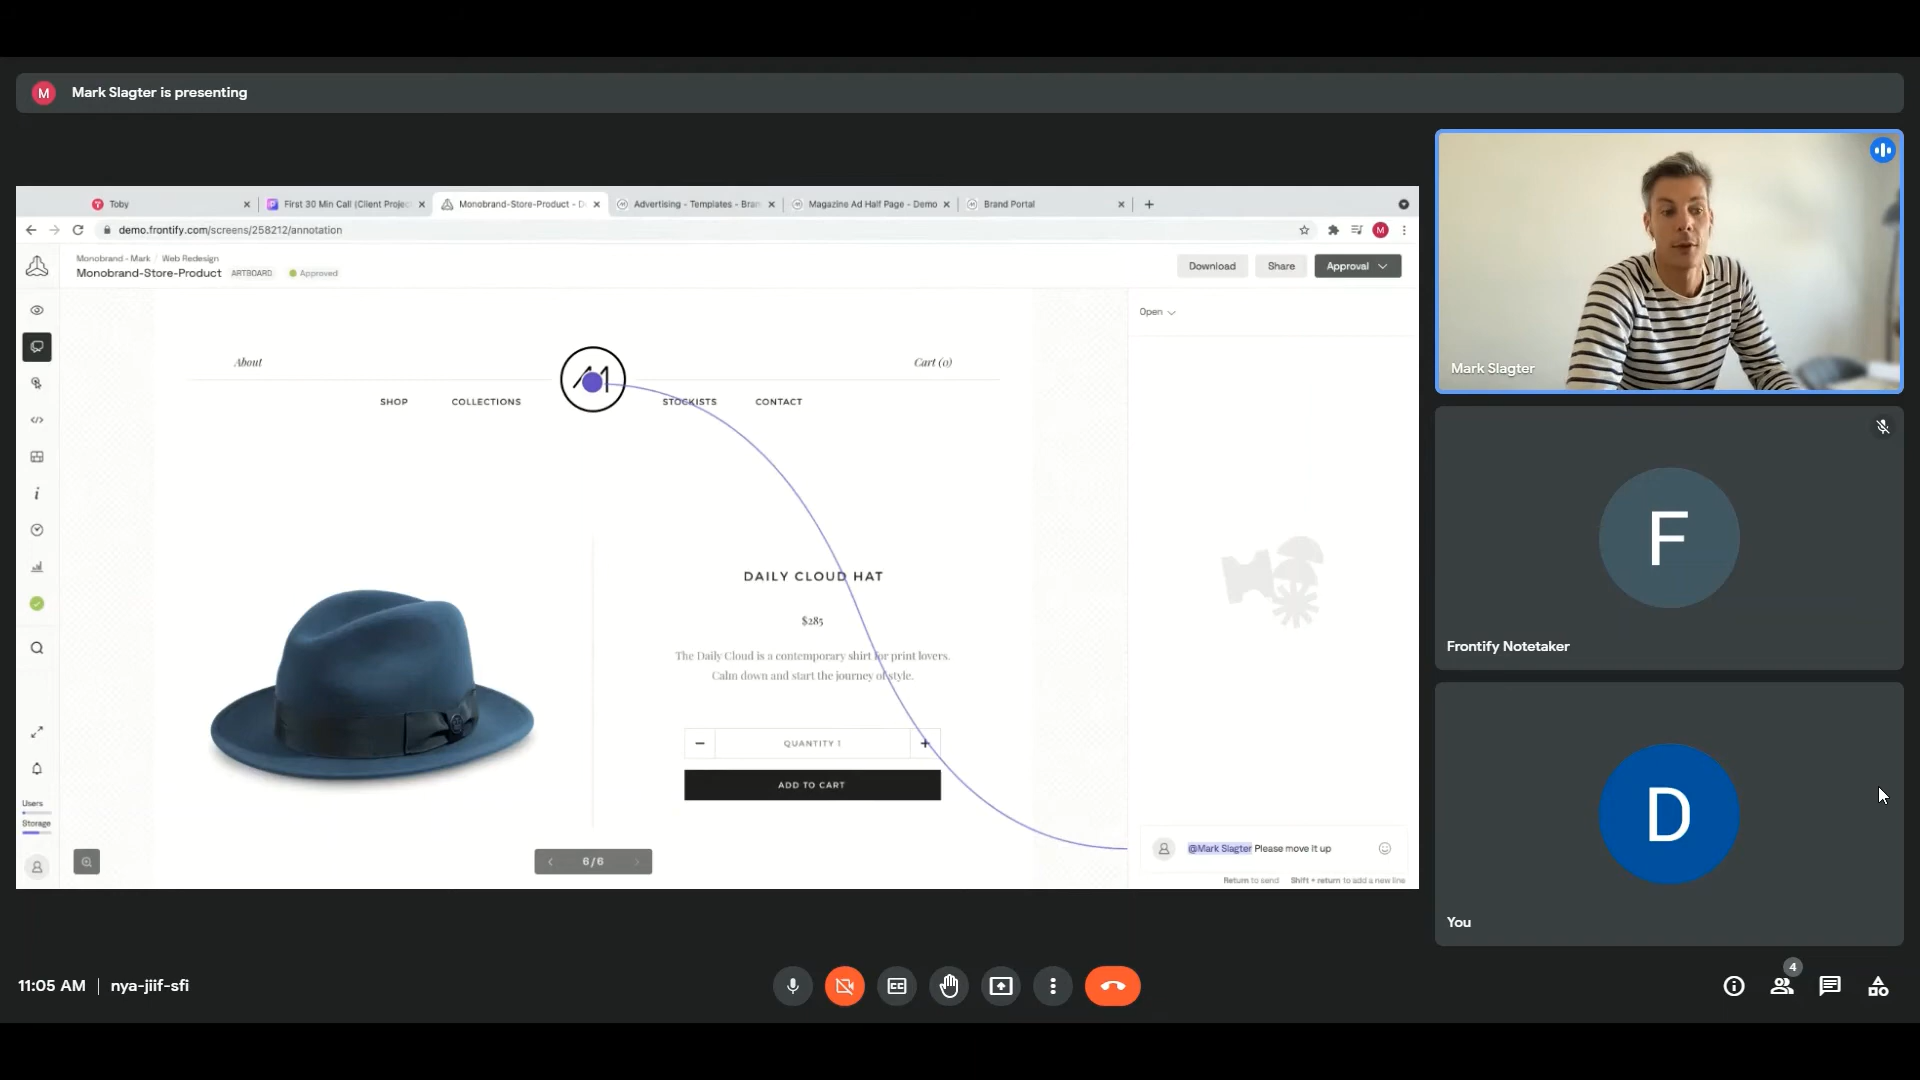 M Mark Slagter is presenting
Toby
First 30 Min Call (Client Projec
Monobrand-Store-Product - D
Advertising - Templates - Bran
Magazine Ad Half Page - Demo
Brand Portal
demo.frontify.com/screens/258212/annotation
M
Monobrand - Mark / Web Redesign
Monobrand-Store-Product ARTBOARD Approved
Download Share Approval
Open
About
Cart (0)
M
SHOP COLLECTIONS STOCKISTS CONTACT
DAILY CLOUD HAT
$285
The Daily Cloud is a contemporary shirt for print lovers.
Calm down and start the journey of style.
QUANTITY 1
ADD TO CART
Users
Storage
6/6
@Mark Slagter Please move it up
Return to send Shift + return to add a new line
Mark Slagter
F
Frontify Notetaker
D
You
11:05 AM | nya-jiif-sfi
4